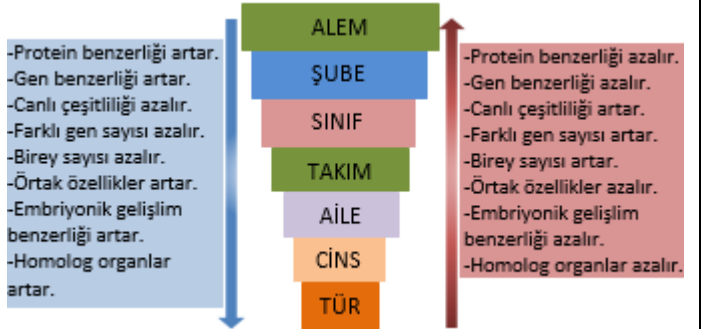 -Protein benzerliği artar.
-Gen benzerliği artar.
-Canlı çeşitliliği azalır.
-Farklı gen sayısı azalır.
-Birey sayısı azalır.
-Örtak özellikler artar.
-Embriyonik gelişlim
benzerliği artar.
-Homolog organlar
artar.
ALEM
ŞUBE
SINIF
TAKIM
AİLE
CİNS
TÜR
-Protein benzerliği azalır.
-Gen benzerliği azalır.
-Canlı çeşitliliği artar.
-Farklı gen sayısı artar.
-Birey sayısı artar.
-Örtak özellikler azalır.
-Embriyonik gelişlim
benzerliği azalır.
-Homolog organlar azalır.